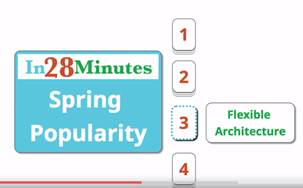 In28Minutes
Spring
Popularity
1
2
3
Flexible
Architecture
4